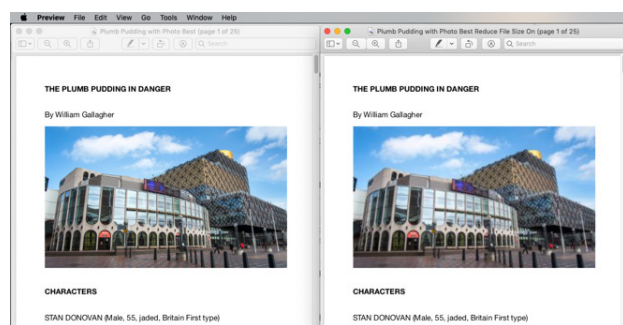 Preview File Edit View Go Tools Window Help
Plumb Pudding with Photo Best (page 1 of 25)
Search
THE PLUMB PUDDING IN DANGER
By William Gallagher
CHARACTERS
STAN DONOVAN (Male, 55, jaded, Britain First type)
Plumb Pudding with Photo Best Reduce File Size On (page 1 of 25)
Search
THE PLUMB PUDDING IN DANGER
By William Gallagher
CHARACTERS
STAN DONOVAN (Male, 55, jaded, Britain First type)